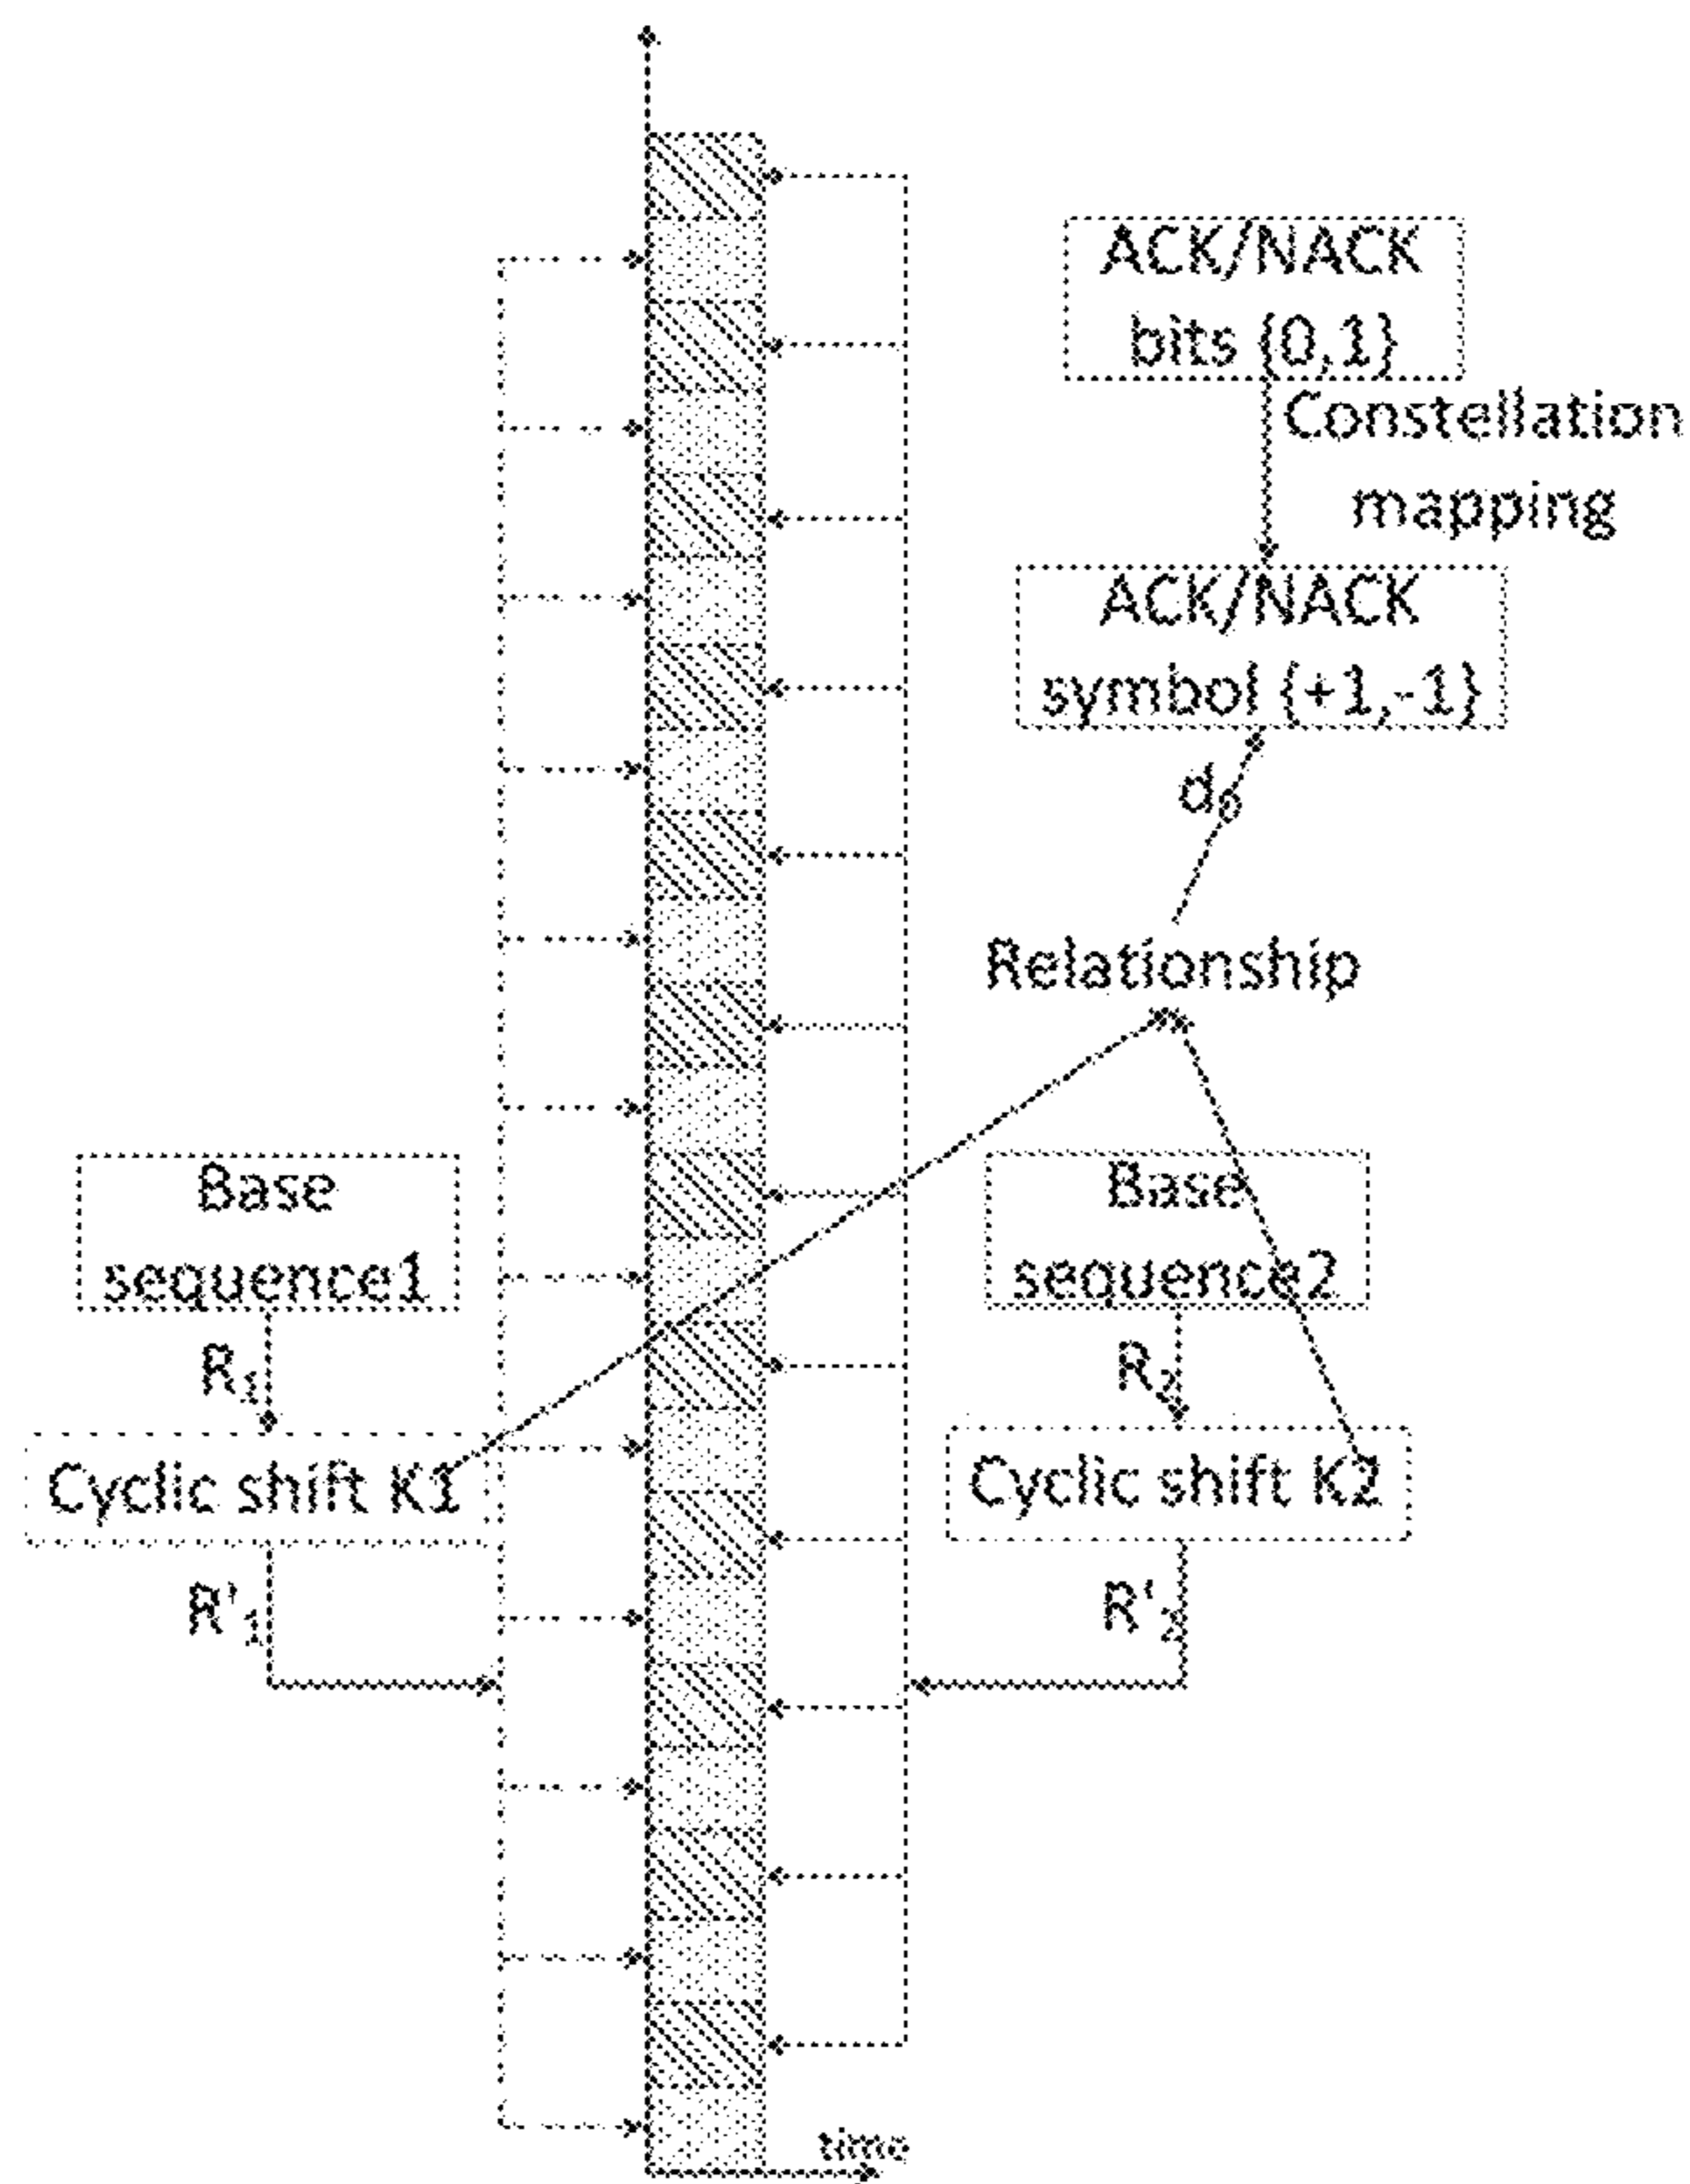 ACK/NACK
bits {0,1}
Constellation
mapping
ACK/NACK
symbol {+1,-1}
d0
Relationship
Base
sequence1
Base
sequence2
R1
R2
Cyclic shift K1
Cyclic shift K2
R'1
R'2
time